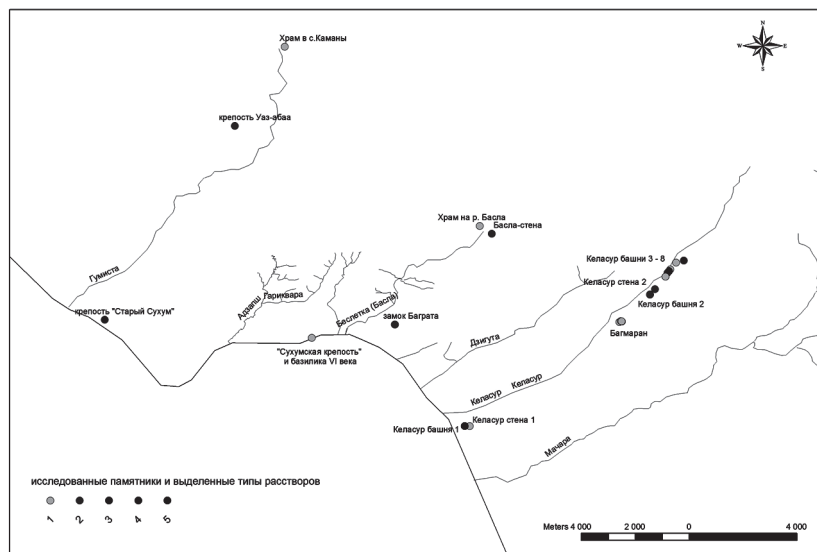 Храм в с.Каманы
N
W E
S
крепость Уаз-абаа
Храм на р. Басла
Басла-стена
Келасур башни 3 - 8
Гумиста
Келасур стена 2
Адзапш
Гариквара
Келасур башня 2
крепость "Старый Сухум"
Беслетка (Басла)
замок Баграта
Багмаран
Дзигута
"Сухумская крепость"
и базилика VI века
Келасур Келасур
Келасур стена 1
Келасур башня 1
Мачара
исследованные памятники и выделенные типы расстворов
1 2 3 4 5
Meters 4 000 2 000 0 4 000